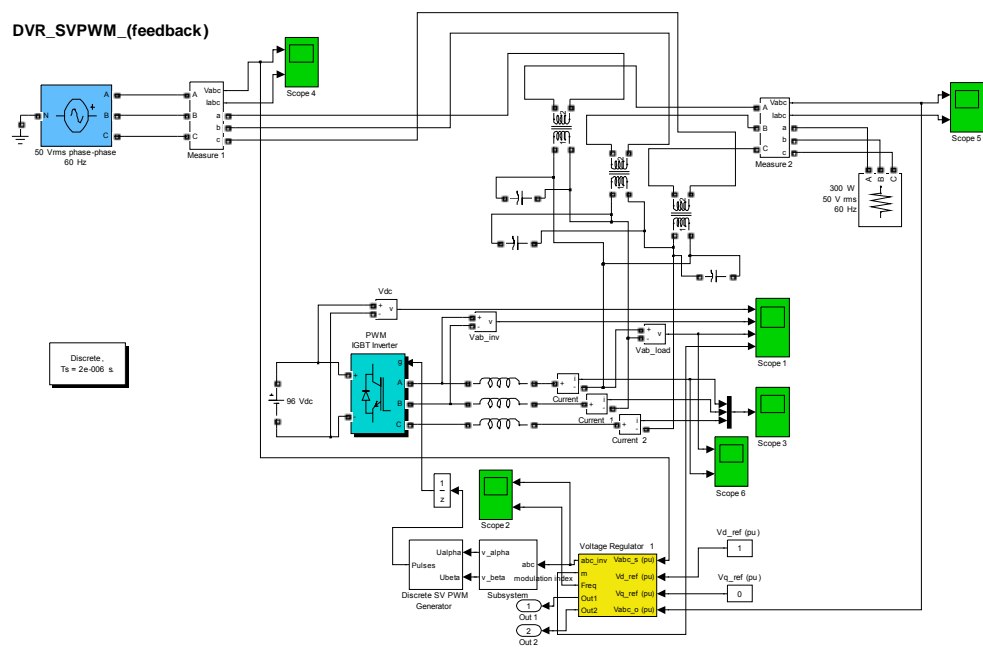 DVR_SVPWM_(feedback)
N
A
B
C
50 Vrms phase-phase
60 Hz
A
B
C
Vabc
Iabc
a
b
c
Measure 1
Scope 4
A
B
C
Vabc
Iabc
a
b
c
Measure 2
Scope 5
A B C
300 W
50 V rms
60 Hz
Discrete,
Ts = 2e-006 s.
Vdc
+
-
v
+
-
v
Vab_inv
+
-
v
Vab_load
Scope 1
PWM
IGBT Inverter
g
+
-
A
B
C
96 Vdc
+
i
-
Current
+
i
-
Current 1
+
i
-
Current 2
Scope 3
Scope 6
1
z
Scope 2
Pulses
Ualpha
Ubeta
Discrete SV PWM
Generator
v_alpha
v_beta
abc
modulation index
Subsystem
Voltage Regulator 1
abc_inv
m
Freq
Out1
Out2
Vabc_s (pu)
Vd_ref (pu)
Vq_ref (pu)
Vabc_o (pu)
1
Out 1
2
Out 2
Vd_ref (pu)
1
Vq_ref (pu)
0